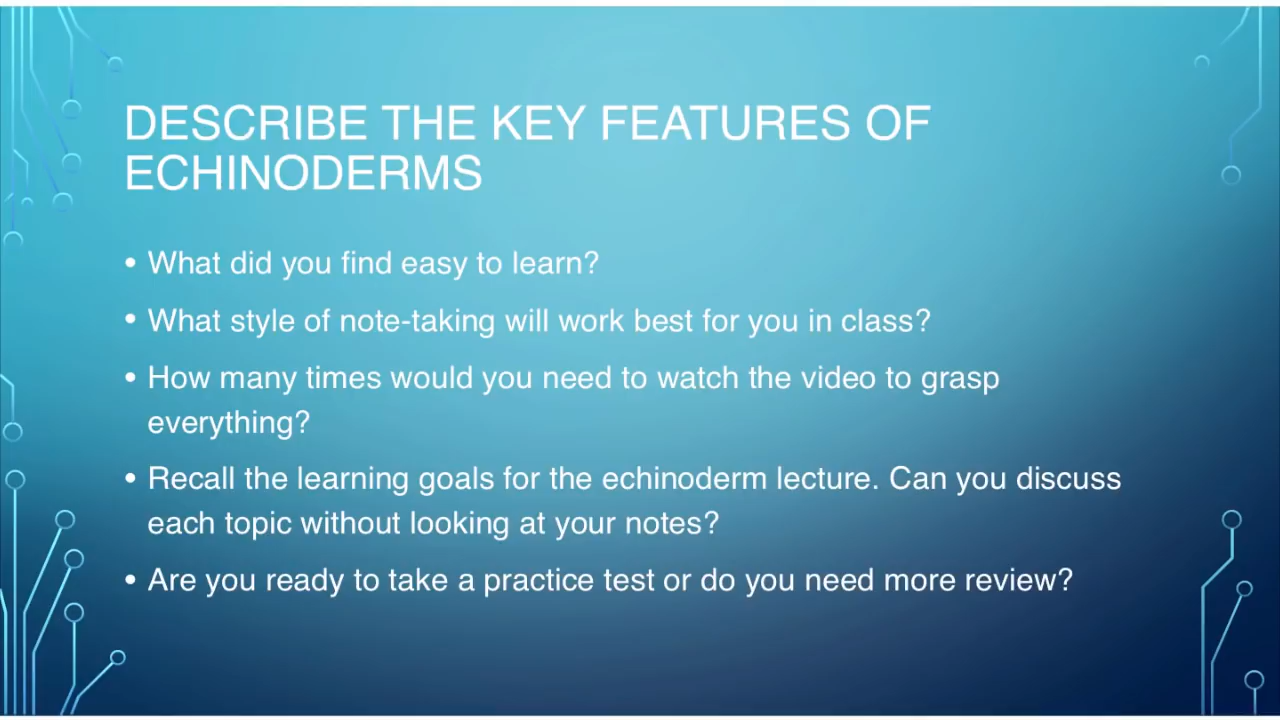 DESCRIBE THE KEY FEATURES OF
ECHINODERMS
• What did you find easy to learn?
• What style of note-taking will work best for you in class?
• How many times would you need to watch the video to grasp
everything?
• Recall the learning goals for the echinoderm lecture. Can you discuss
each topic without looking at your notes?
• Are you ready to take a practice test or do you need more review?